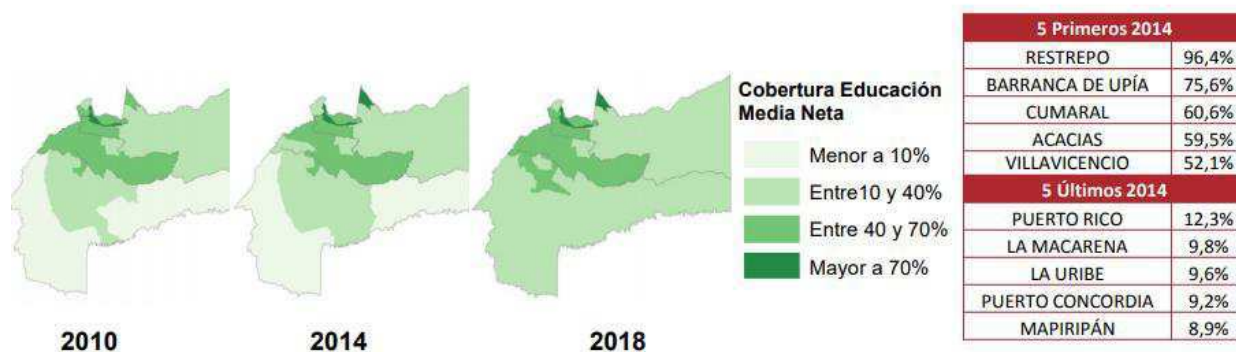 Cobertura Educación
Media Neta
Menor a 10%
Entre10 y 40%
Entre 40 y 70%
Mayor a 70%
2010
2014
2018
5 Primeros 2014
RESTREPO 96,4%
BARRANCA DE UPÍA 75,6%
CUMARAL 60,6%
ACACIAS 59,5%
VILLAVICENCIO 52,1%
5 Últimos 2014
PUERTO RICO 12,3%
LA MACARENA 9,8%
LA URIBE 9,6%
PUERTO CONCORDIA 9,2%
MAPIRIPÁN 8,9%